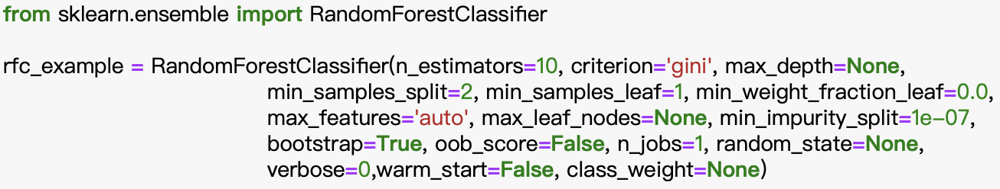 from sklearn.ensemble import RandomForestClassifier
rfc_example = RandomForestClassifier(n_estimators=10, criterion='gini', max_depth=None,
min_samples_split=2, min_samples_leaf=1, min_weight_fraction_leaf=0.0,
max_features='auto', max_leaf_nodes=None, min_impurity_split=1e-07,
bootstrap=True, oob_score=False, n_jobs=1, random_state=None,
verbose=0,warm_start=False, class_weight=None)